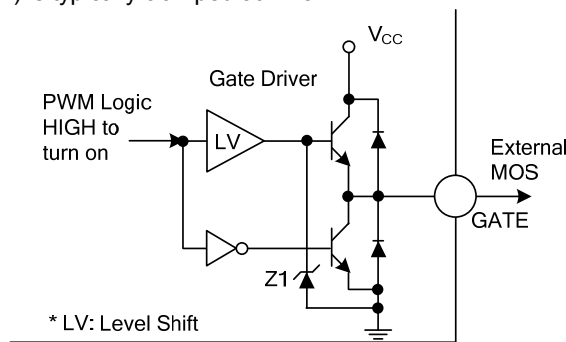 V_CC
Gate Driver
PWM Logic
HIGH to
turn on
LV
External
MOS
GATE
Z1
* LV: Level Shift